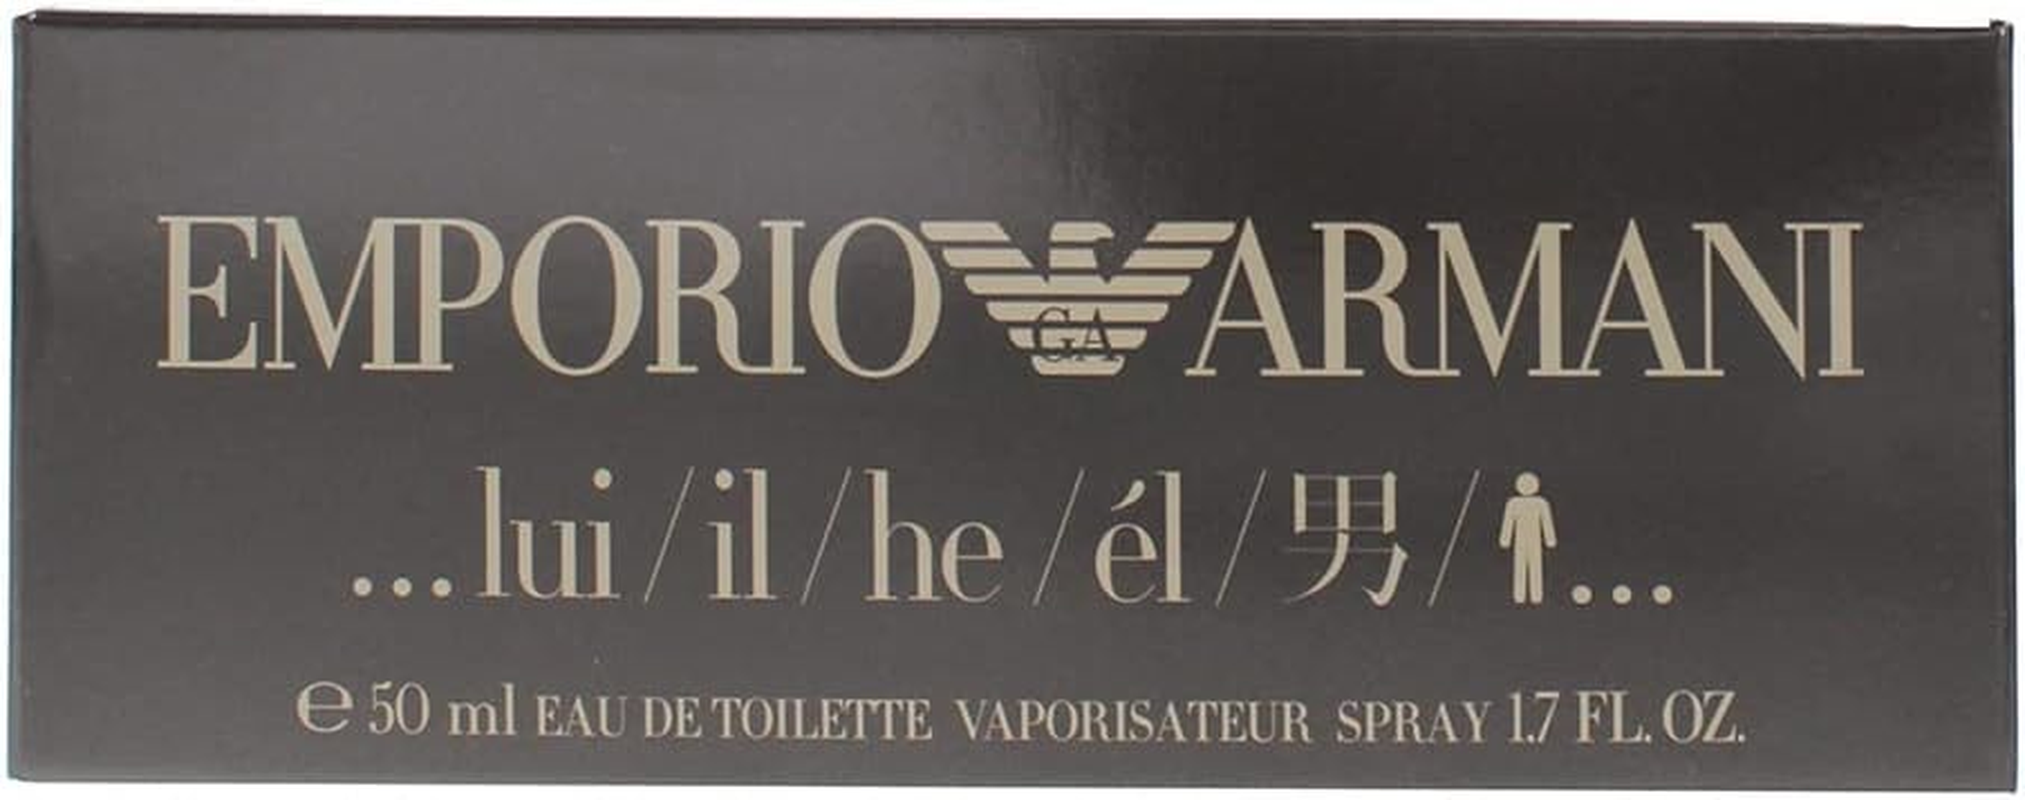 EMPORIO GA ARMANI
...lui/il/he/él/男/...
e 50 ml EAU DE TOILETTE VAPORISATEUR SPRAY 1.7 FL. OZ.